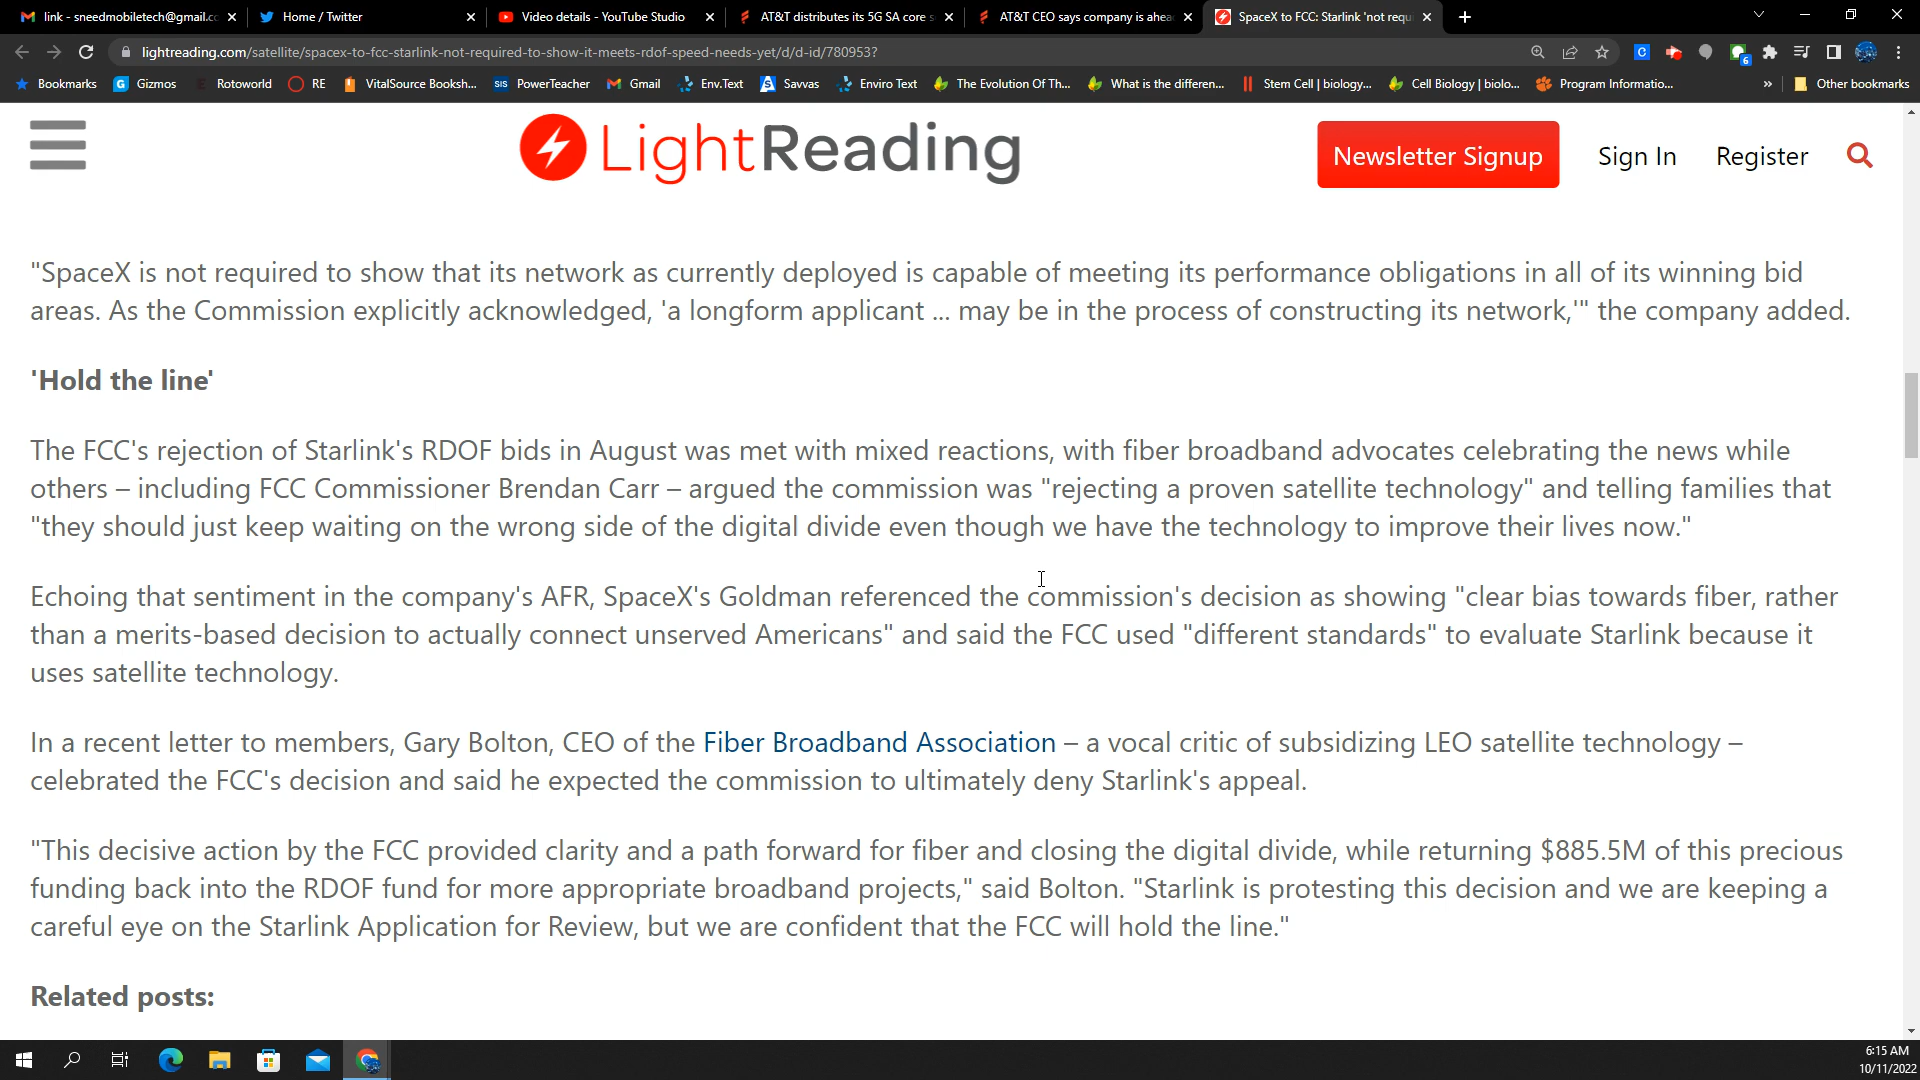 link - sneedmobiletech@gmail.cc
Home / Twitter
Video details - YouTube Studio
AT&T distributes its 5G SA core s
AT&T CEO says company is ahea
SpaceX to FCC: Starlink 'not requ
lightreading.com/satellite/spacex-to-fcc-starlink-not-required-to-show-it-meets-rdof-speed-needs-yet/d/d-id/780953?
C
6
Bookmarks
G Gizmos
Rotoworld
RE
VitalSource Booksh...
SIS PowerTeacher
Gmail
Env.Text
S Savvas
Enviro Text
The Evolution Of Th...
What is the differen...
Stem Cell | biology...
Cell Biology | biolo...
Program Informatio...
»
Other bookmarks
LightReading
Newsletter Signup
Sign In
Register
"SpaceX is not required to show that its network as currently deployed is capable of meeting its performance obligations in all of its winning bid
areas. As the Commission explicitly acknowledged, 'a longform applicant ... may be in the process of constructing its network,'" the company added.
'Hold the line'
The FCC's rejection of Starlink's RDOF bids in August was met with mixed reactions, with fiber broadband advocates celebrating the news while
others – including FCC Commissioner Brendan Carr – argued the commission was "rejecting a proven satellite technology" and telling families that
"they should just keep waiting on the wrong side of the digital divide even though we have the technology to improve their lives now."
Echoing that sentiment in the company's AFR, SpaceX's Goldman referenced the commission's decision as showing "clear bias towards fiber, rather
than a merits-based decision to actually connect unserved Americans" and said the FCC used "different standards" to evaluate Starlink because it
uses satellite technology.
In a recent letter to members, Gary Bolton, CEO of the Fiber Broadband Association – a vocal critic of subsidizing LEO satellite technology –
celebrated the FCC's decision and said he expected the commission to ultimately deny Starlink's appeal.
"This decisive action by the FCC provided clarity and a path forward for fiber and closing the digital divide, while returning $885.5M of this precious
funding back into the RDOF fund for more appropriate broadband projects," said Bolton. "Starlink is protesting this decision and we are keeping a
careful eye on the Starlink Application for Review, but we are confident that the FCC will hold the line."
Related posts:
6:15 AM
10/11/2022